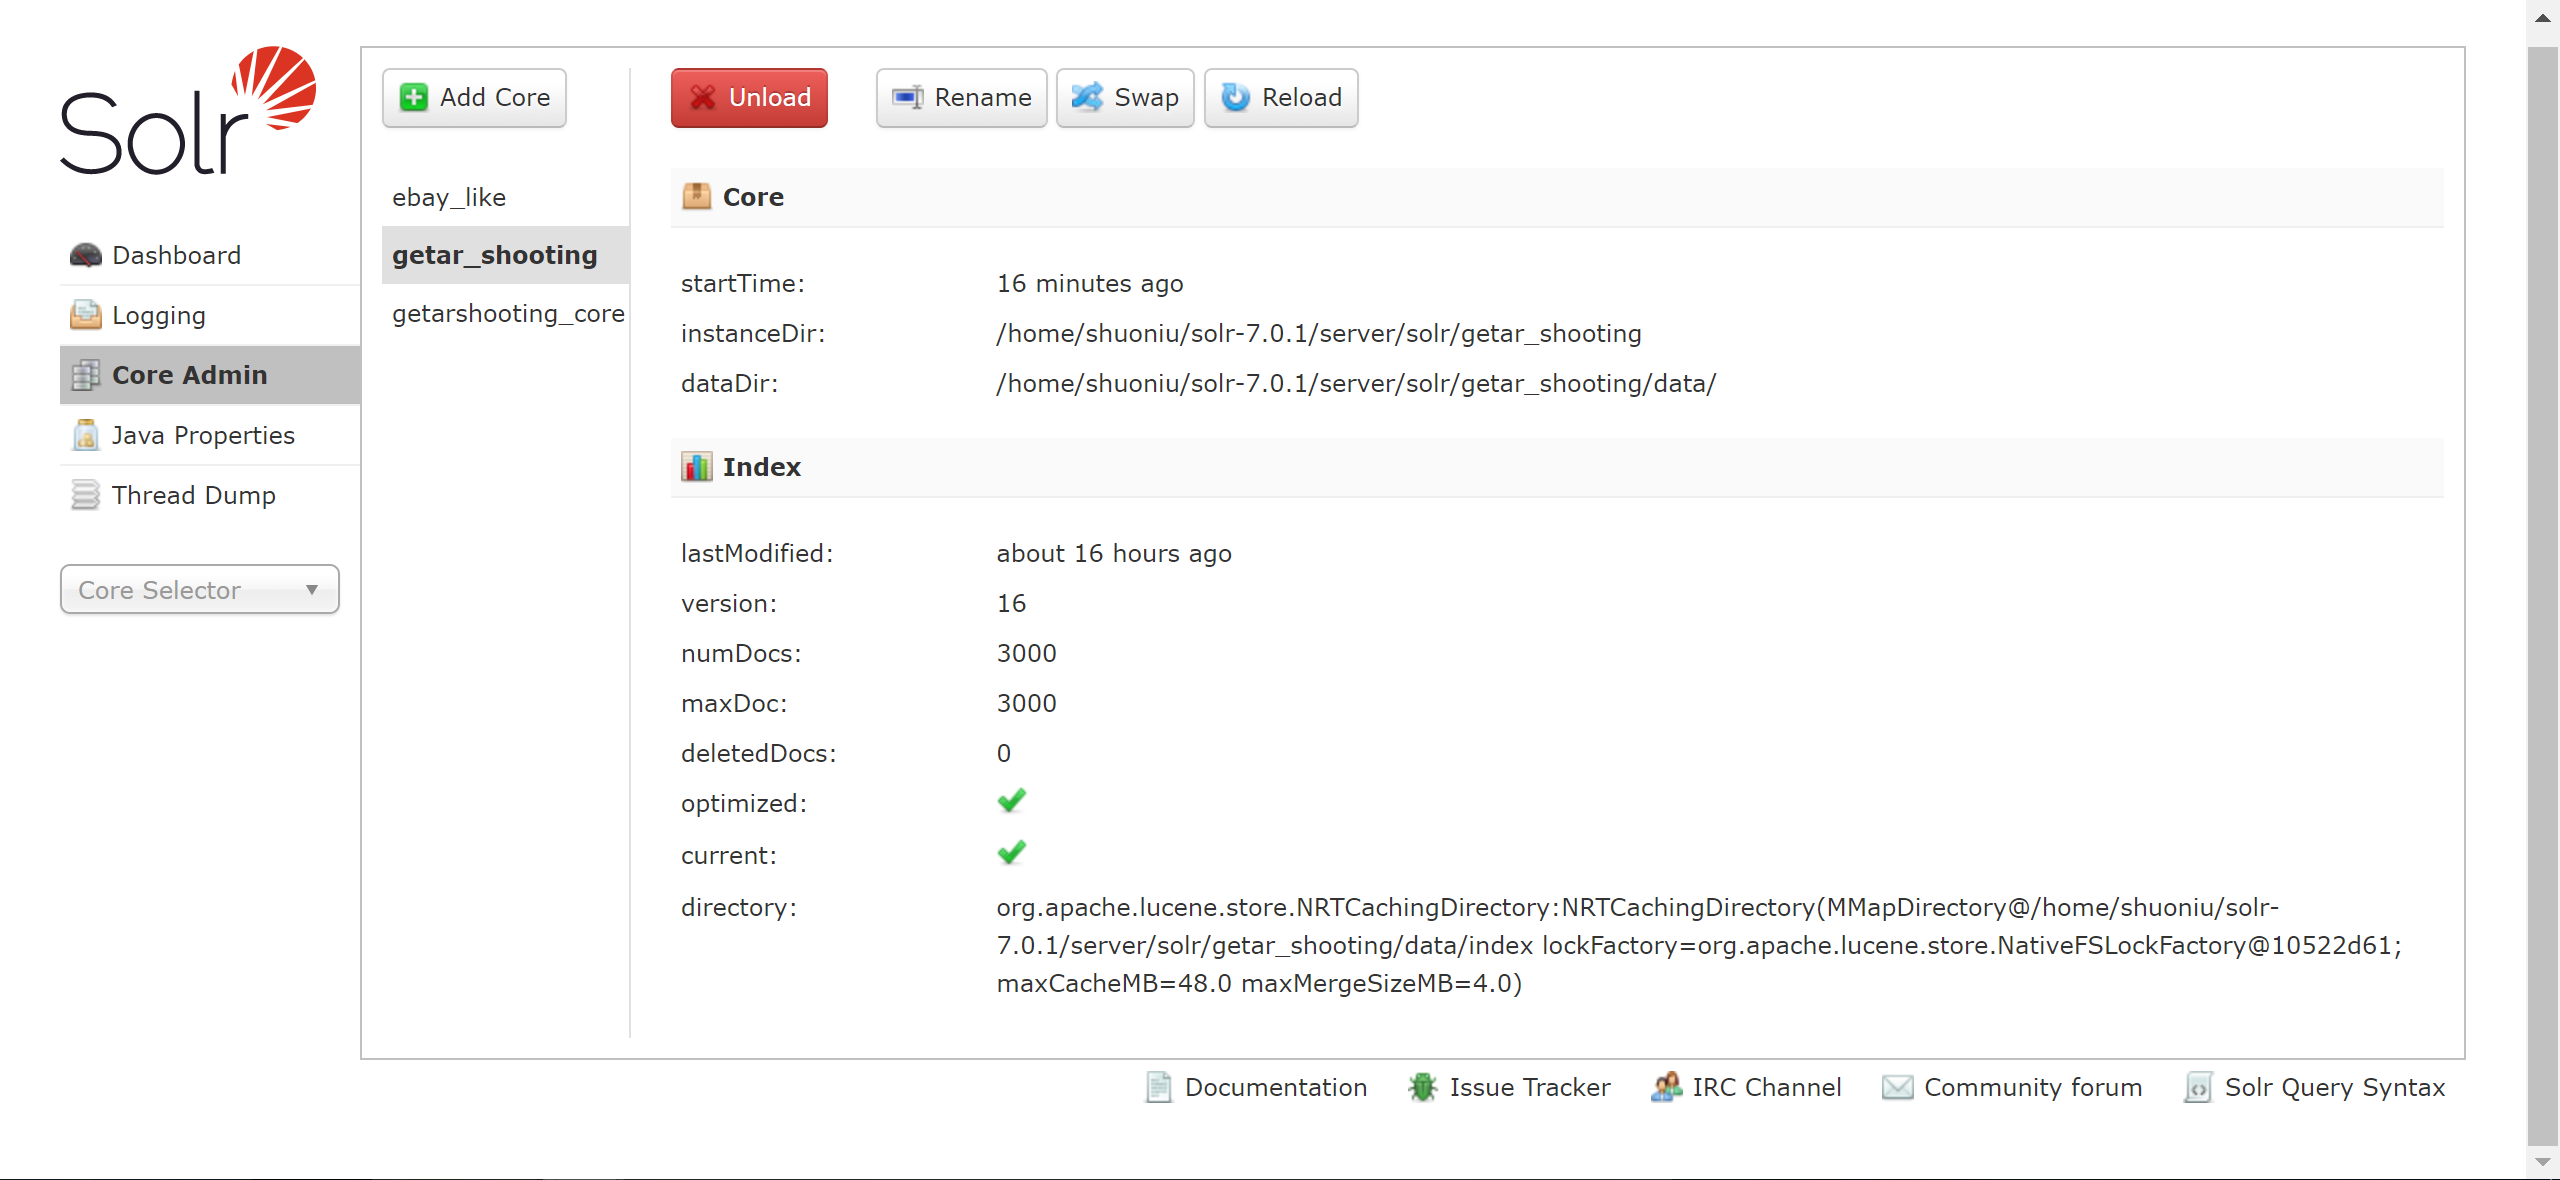 Solr
Dashboard
Logging
Core Admin
Java Properties
Thread Dump
Core Selector
Add Core
ebay_like
getar_shooting
getarshooting_core
Unload
Rename
Swap
Reload
Core
startTime: 16 minutes ago
instanceDir: /home/shuoniu/solr-7.0.1/server/solr/getar_shooting
dataDir: /home/shuoniu/solr-7.0.1/server/solr/getar_shooting/data/
Index
lastModified: about 16 hours ago
version: 16
numDocs: 3000
maxDoc: 3000
deletedDocs: 0
optimized:
current:
directory: org.apache.lucene.store.NRTCachingDirectory:NRTCachingDirectory(MMapDirectory@/home/shuoniu/solr-
7.0.1/server/solr/getar_shooting/data/index lockFactory=org.apache.lucene.store.NativeFSLockFactory@10522d61;
maxCacheMB=48.0 maxMergeSizeMB=4.0)
Documentation Issue Tracker IRC Channel Community forum Solr Query Syntax